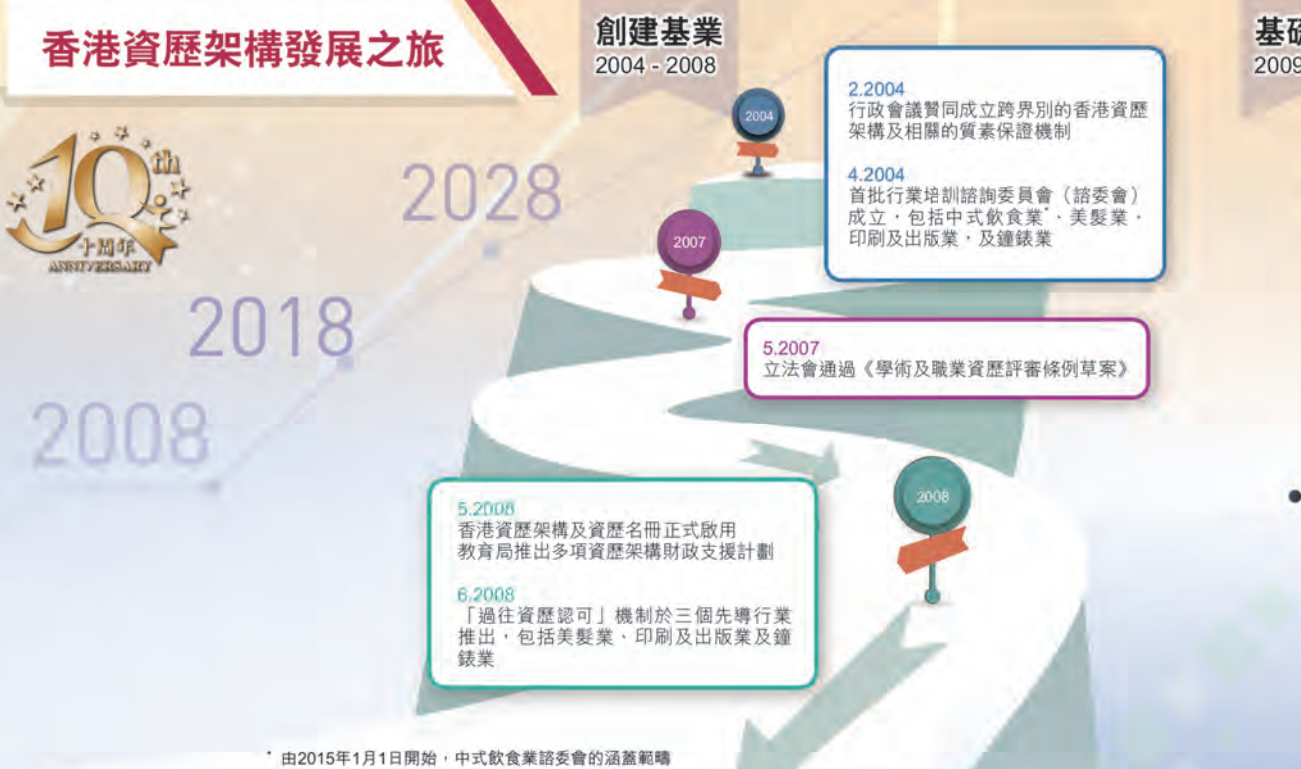 香港資歷架構發展之旅
創建基業
2004 - 2008
2009
10th
十周年
ANNIVERSARY
2028
2018
2008
2004
2.2004
行政會議贊同成立跨界別的香港資歷
架構及相關的質素保證機制
4.2004
首批行業培訓諮詢委員會（諮委會）
成立，包括中式飲食業*、美髮業、
印刷及出版業，及鐘錶業
2007
5.2007
立法會通過《學術及職業資歷評審條例草案》
2008
5.2008
香港資歷架構及資歷名冊正式啟用
教育局推出多項資歷架構財政支援計劃
6.2008
「過往資歷認可」機制於三個先導行業
推出，包括美髮業、印刷及出版業及鐘
錶業
* 由2015年1月1日開始，中式飲食業諮委會的涵蓋範疇